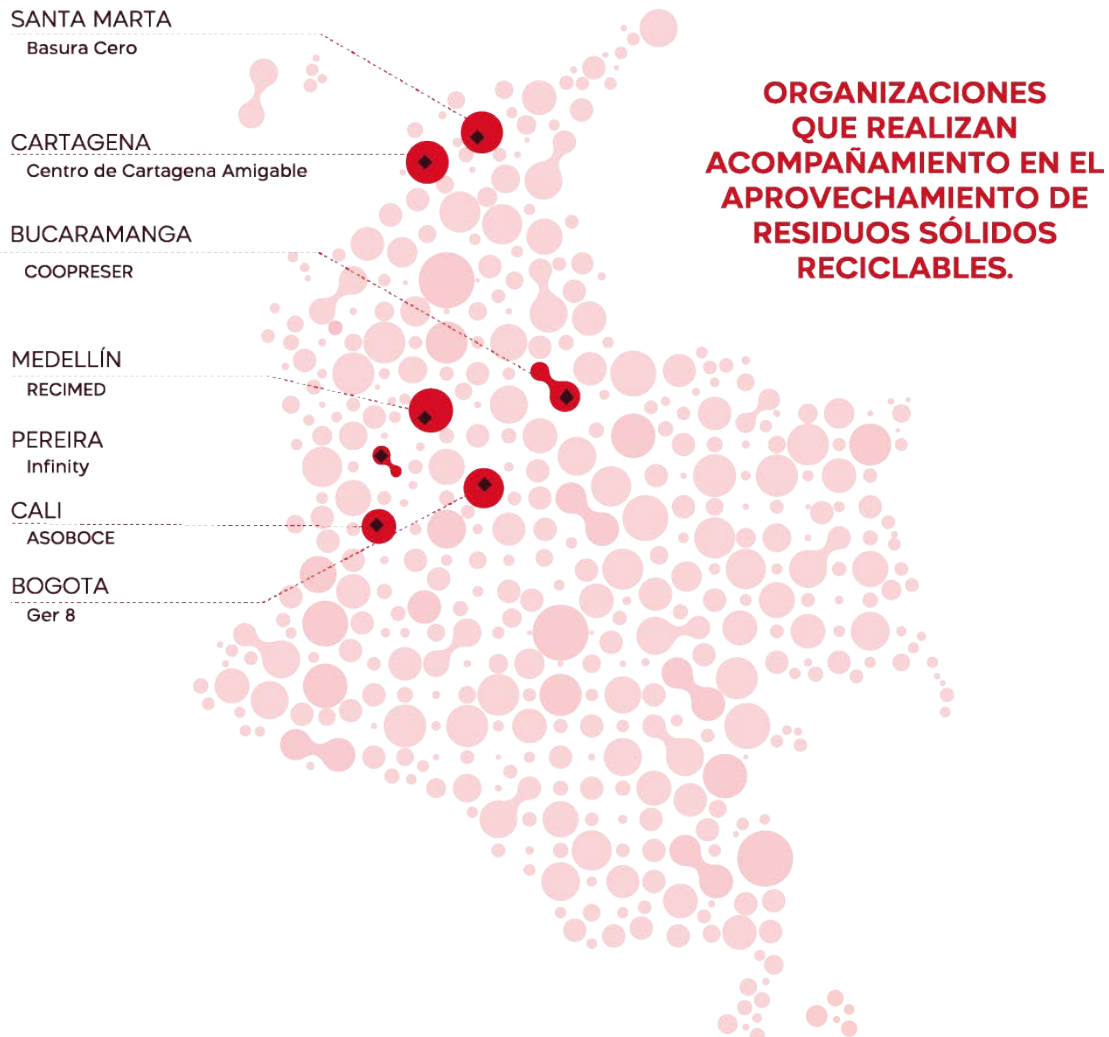 SANTA MARTA
Basura Cero
CARTAGENA
Centro de Cartagena Amigable
BUCARAMANGA
COOPRESER
MEDELLÍN
RECIMED
PEREIRA
Infinity
CALI
ASOBOCE
BOGOTA
Ger 8
ORGANIZACIONES
QUE REALIZAN
ACOMPAÑAMIENTO EN EL
APROVECHAMIENTO DE
RESIDUOS SÓLIDOS
RECICLABLES.